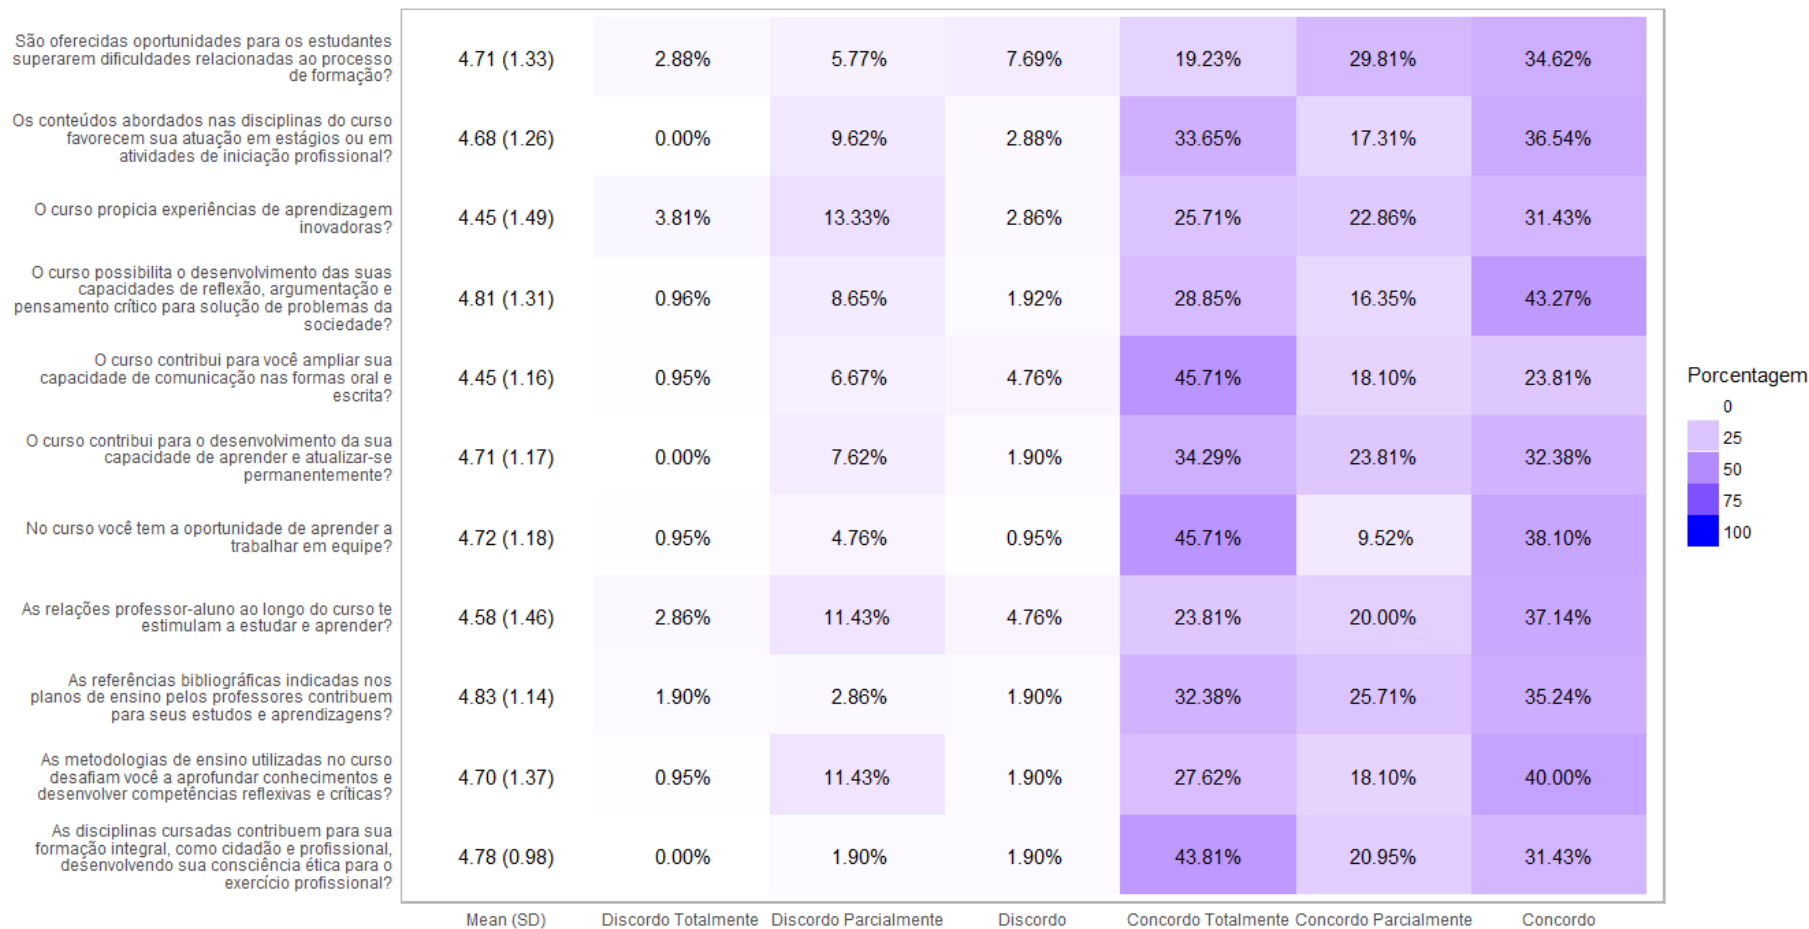 São oferecidas oportunidades para os estudantes
superarem dificuldades relacionadas ao processo
de formação?
4.71 (1.33) 2.88% 5.77% 7.69% 19.23% 29.81% 34.62%
Os conteúdos abordados nas disciplinas do curso
favorecem sua atuação em estágios ou em
atividades de iniciação profissional?
4.68 (1.26) 0.00% 9.62% 2.88% 33.65% 17.31% 36.54%
O curso propicia experiências de aprendizagem
inovadoras?
4.45 (1.49) 3.81% 13.33% 2.86% 25.71% 22.86% 31.43%
O curso possibilita o desenvolvimento das suas
capacidades de reflexão, argumentação e
pensamento crítico para solução de problemas da
sociedade?
4.81 (1.31) 0.96% 8.65% 1.92% 28.85% 16.35% 43.27%
O curso contribui para você ampliar sua
capacidade de comunicação nas formas oral e
escrita?
4.45 (1.16) 0.95% 6.67% 4.76% 45.71% 18.10% 23.81%
O curso contribui para o desenvolvimento da sua
capacidade de aprender e atualizar-se
permanentemente?
4.71 (1.17) 0.00% 7.62% 1.90% 34.29% 23.81% 32.38%
No curso você tem a oportunidade de aprender a
trabalhar em equipe?
4.72 (1.18) 0.95% 4.76% 0.95% 45.71% 9.52% 38.10%
As relações professor-aluno ao longo do curso te
estimulam a estudar e aprender?
4.58 (1.46) 2.86% 11.43% 4.76% 23.81% 20.00% 37.14%
As referências bibliográficas indicadas nos
planos de ensino pelos professores contribuem
para seus estudos e aprendizagens?
4.83 (1.14) 1.90% 2.86% 1.90% 32.38% 25.71% 35.24%
As metodologias de ensino utilizadas no curso
desafiam você a aprofundar conhecimentos e
desenvolver competências reflexivas e críticas?
4.70 (1.37) 0.95% 11.43% 1.90% 27.62% 18.10% 40.00%
As disciplinas cursadas contribuem para sua
formação integral, como cidadão e profissional,
desenvolvendo sua consciência ética para o
exercício profissional?
4.78 (0.98) 0.00% 1.90% 1.90% 43.81% 20.95% 31.43%
Mean (SD) Discordo Totalmente Discordo Parcialmente Discordo Concordo Totalmente Concordo Parcialmente Concordo
Porcentagem
0
25
50
75
100